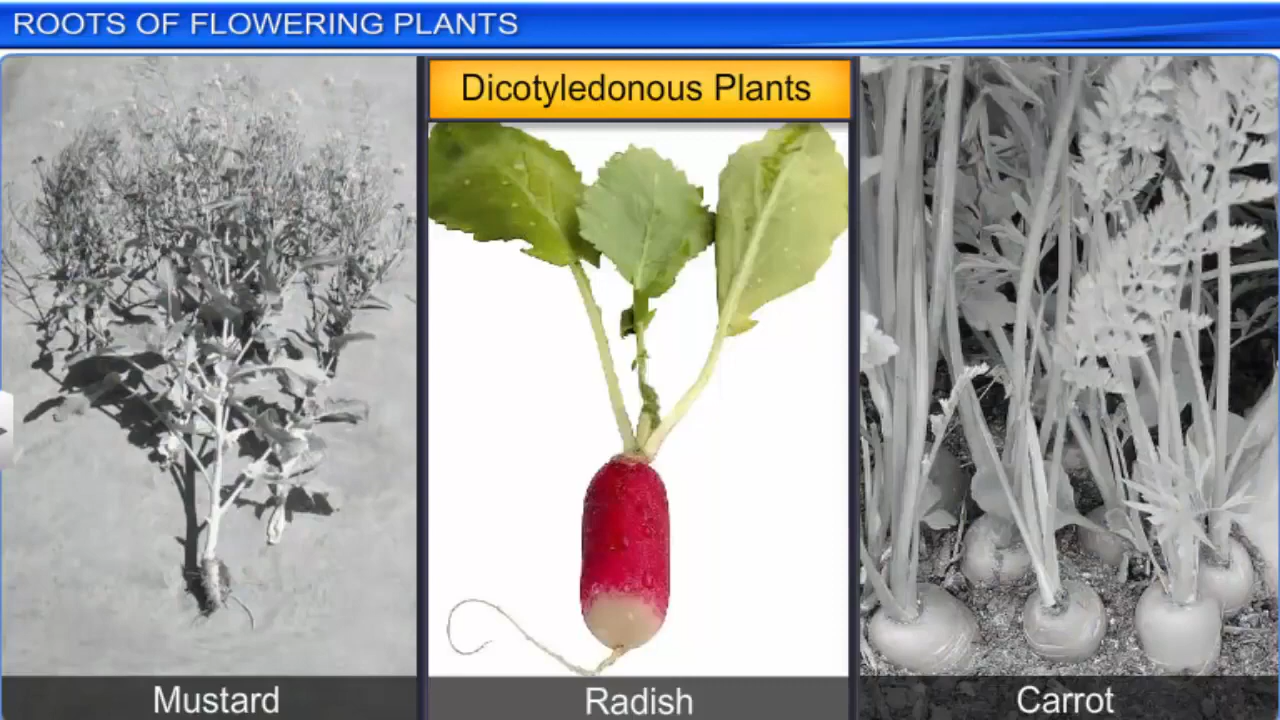 ROOTS OF FLOWERING PLANTS
Dicotyledonous Plants
Mustard
Radish
Carrot